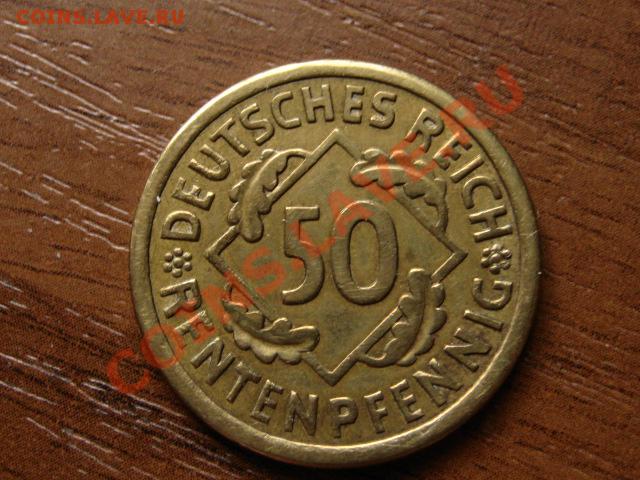 COINS.LAVE.RU
DEUTSCHES REICH
50
RENTENPFENNIG
COINS.LAVE.RU